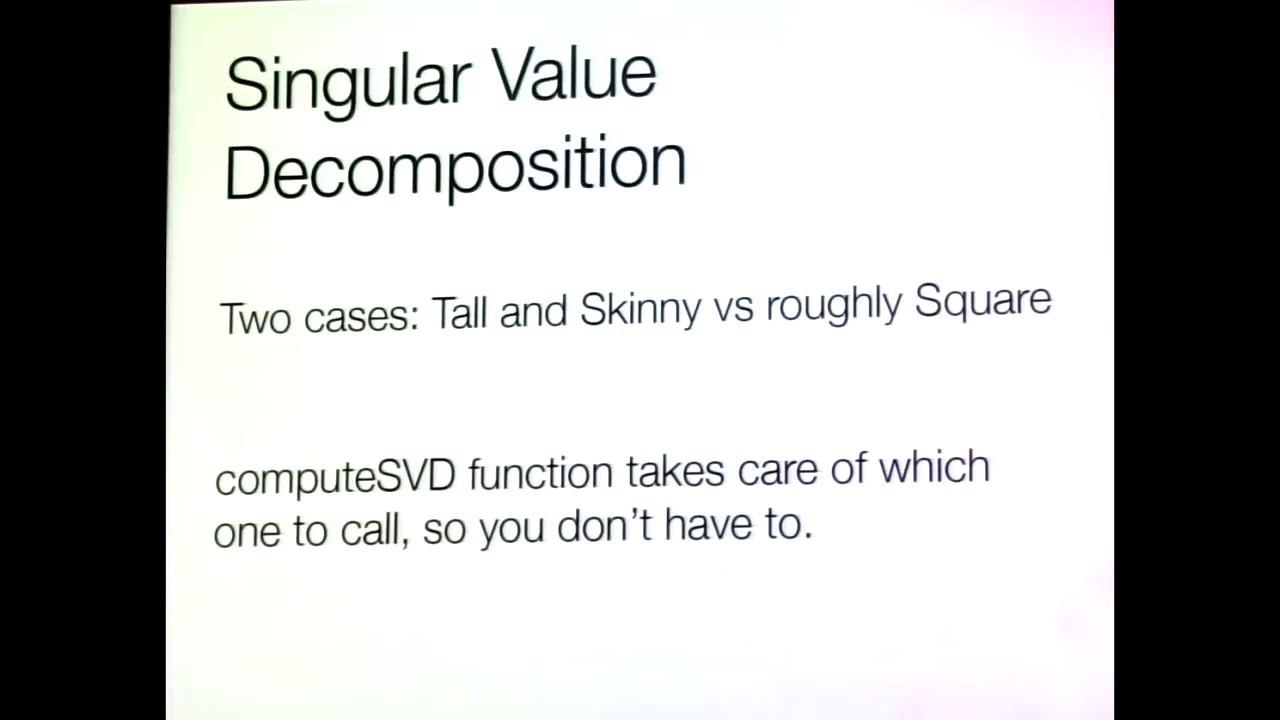 Singular Value
Decomposition
Two cases: Tall and Skinny vs roughly Square
computeSVD function takes care of which
one to call, so you don't have to.